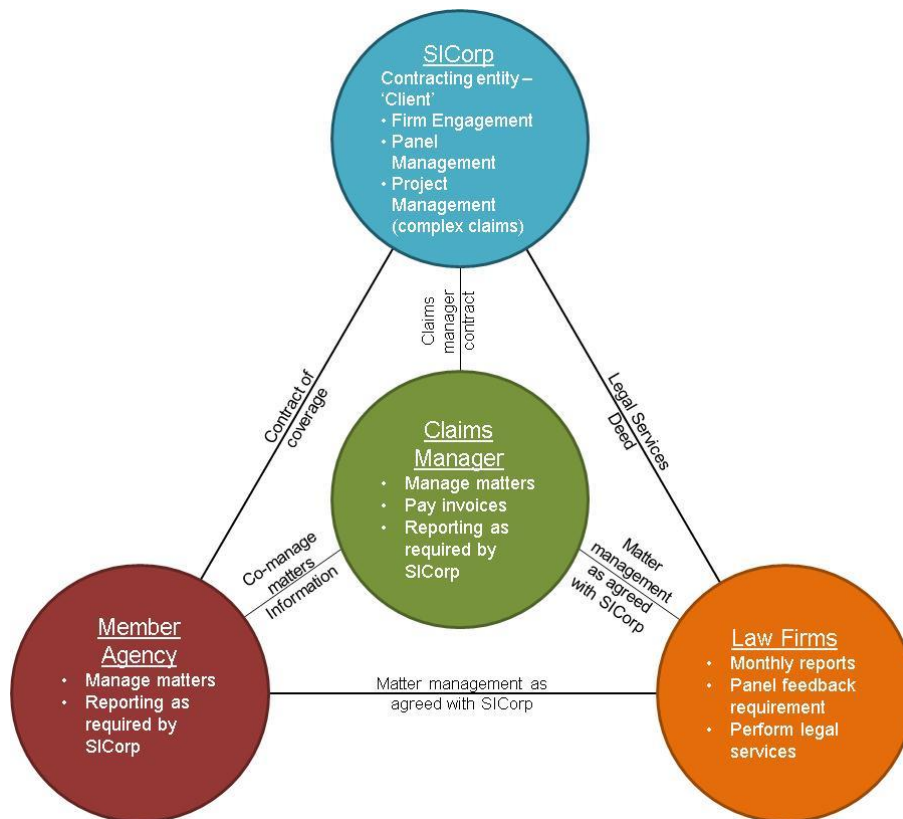 SICorp
Contracting entity –
‘Client’
• Firm Engagement
• Panel
Management
• Project
Management
(complex claims)
Claims
manager
contract
Contract of
coverage
Legal Services
Deed
Claims
Manager
• Manage matters
• Pay invoices
• Reporting as
required by
SICorp
Co-manage
matters
Information
Matter
management
as agreed
with SICorp
Member
Agency
• Manage matters
• Reporting as
required by
SICorp
Matter management as
agreed with SICorp
Law Firms
• Monthly reports
• Panel feedback
requirement
• Perform legal
services